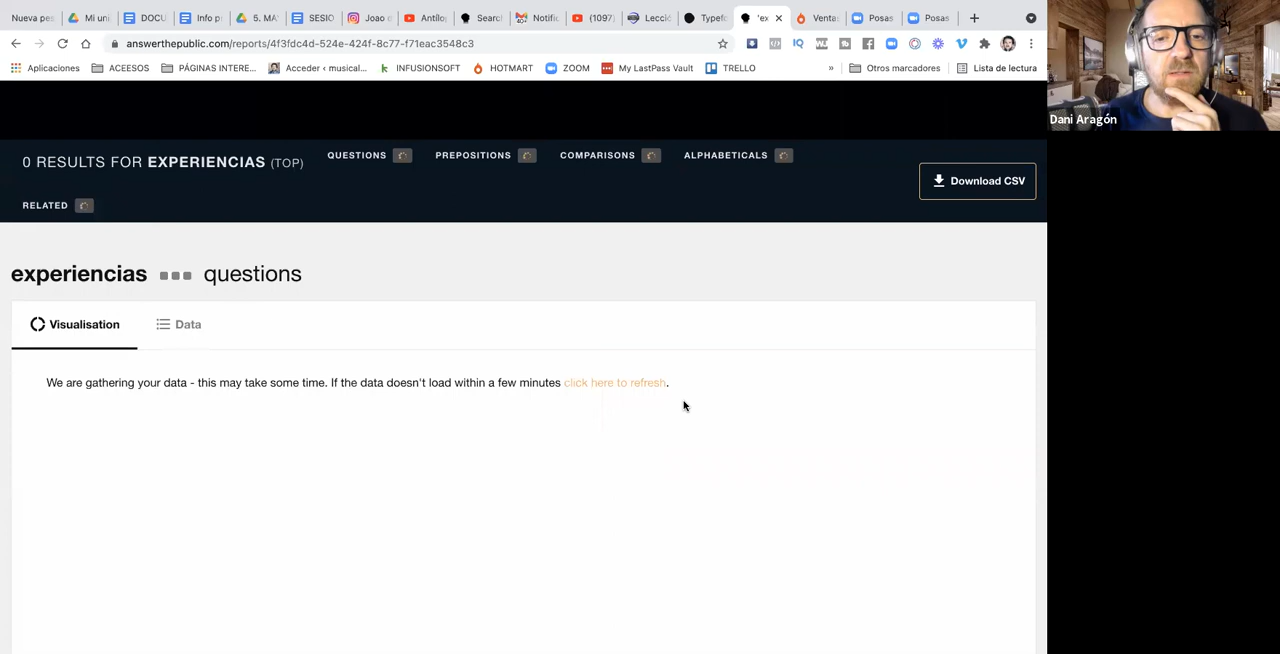 Nueva pes
Mi uni
DOCU
Info p
5. MA
SESIO
Joao
Antílo
Searc
Notific
(1097)
Lecció
Typef
'ex
Venta
Posas
Posas
answerthepublic.com/reports/4f3fdc4d-524e-424f-8c77-f71eac3548c3
Aplicaciones
ACEESOS
PÁGINAS INTERE...
Acceder ‹ musical...
INFUSIONSOFT
HOTMART
ZOOM
My LastPass Vault
TRELLO
»
Otros marcadores
Lista de lectura
Dani Aragón
0 RESULTS FOR EXPERIENCIAS (TOP)
QUESTIONS
PREPOSITIONS
COMPARISONS
ALPHABETICALS
Download CSV
RELATED
experiencias questions
Visualisation
Data
We are gathering your data - this may take some time. If the data doesn't load within a few minutes click here to refresh.